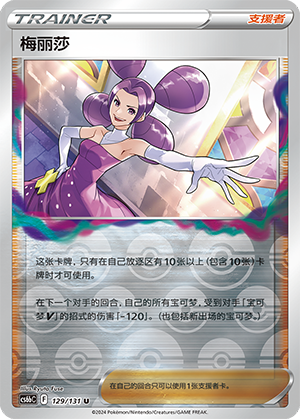 TRAINER 支援者
梅丽莎
这张卡牌，只有在自己放逐区有10张以上（包含10张）卡
牌时才可使用。
在下一个对手的回合，自己的所有宝可梦，受到对手「宝可
梦V」的招式的伤害「-120」。（也包括新出场的宝可梦。）
Illus. Ryuta Fuse
在自己的回合只可以使用1张支援者卡。
CS6bC F 129/131 U
©2024 Pokémon/Nintendo/Creatures/GAME FREAK.